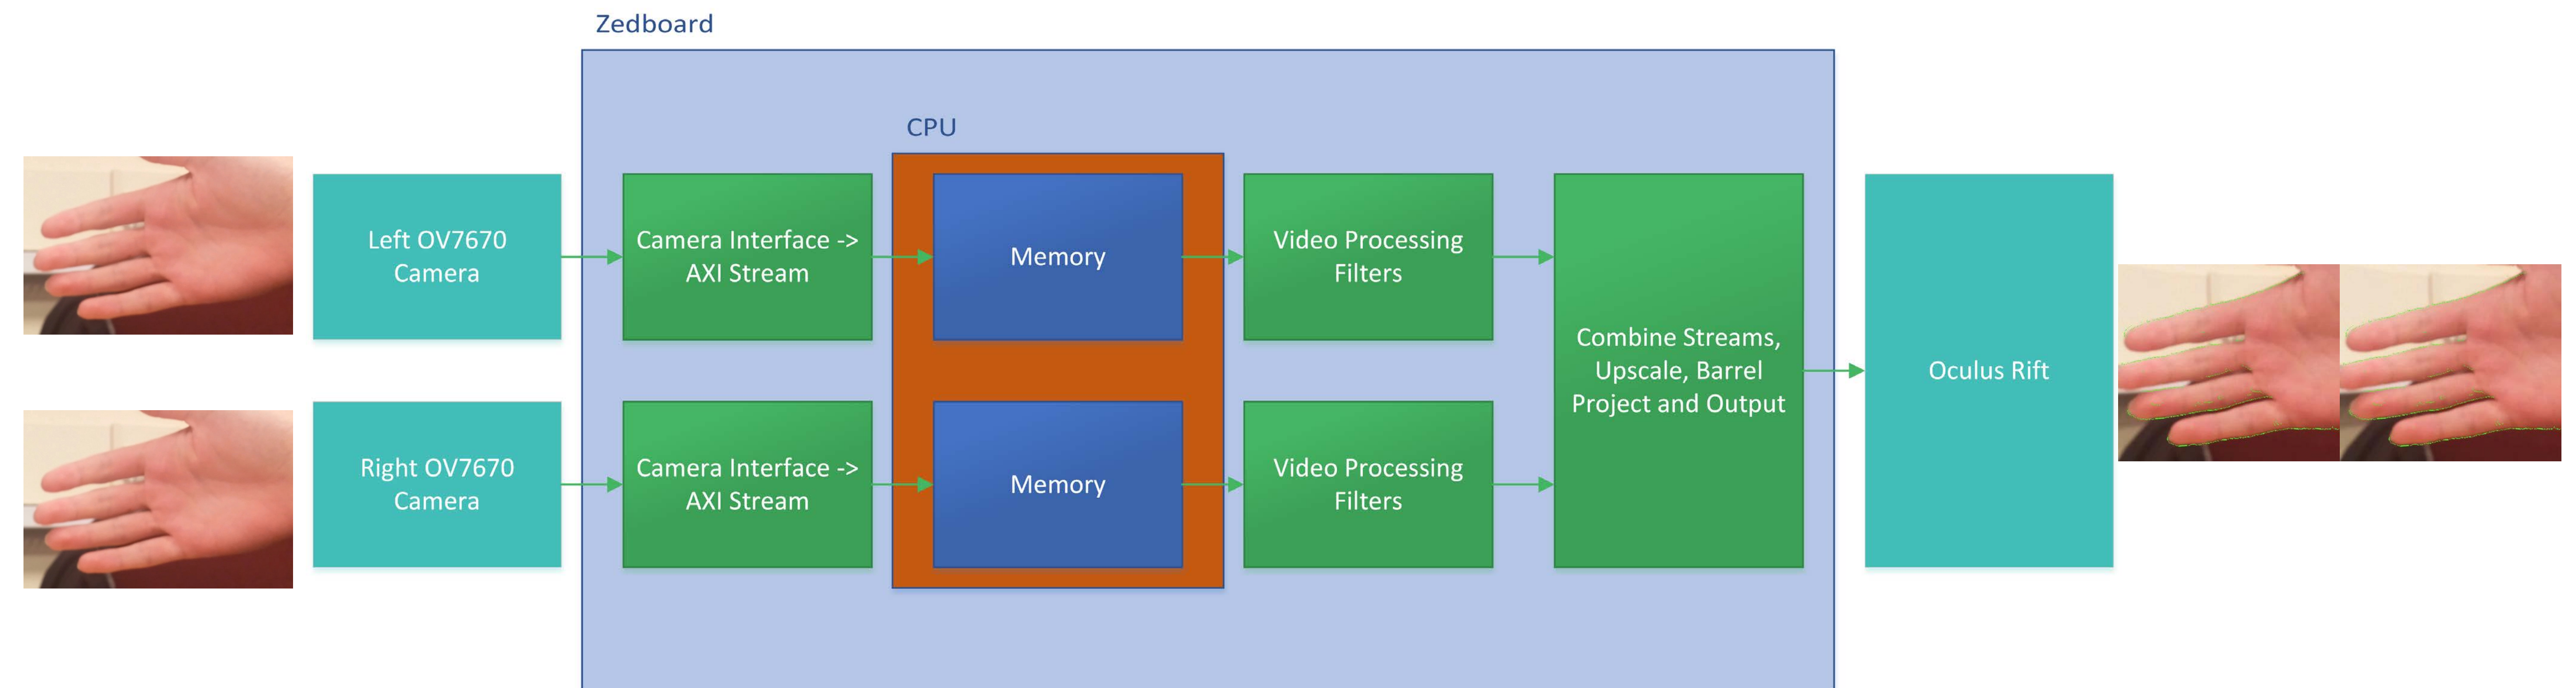 Zedboard
CPU
Left OV7670
Camera
Camera Interface ->
AXI Stream
Memory
Video Processing
Filters
Right OV7670
Camera
Camera Interface ->
AXI Stream
Memory
Video Processing
Filters
Combine Streams,
Upscale, Barrel
Project and Output
Oculus Rift